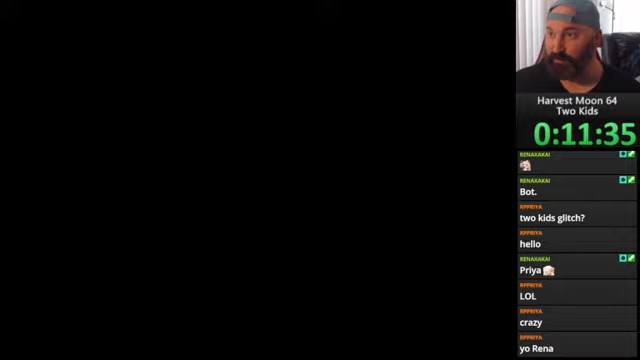 Harvest Moon 64
Two Kids
0:11:35
RENAXAKAI
RENAXAKAI
Bot.
RPPRIYA
two kids glitch?
RPPRIYA
hello
RENAXAKAI
Priya
RPPRIYA
LOL
RPPRIYA
crazy
RPPRIYA
yo Rena